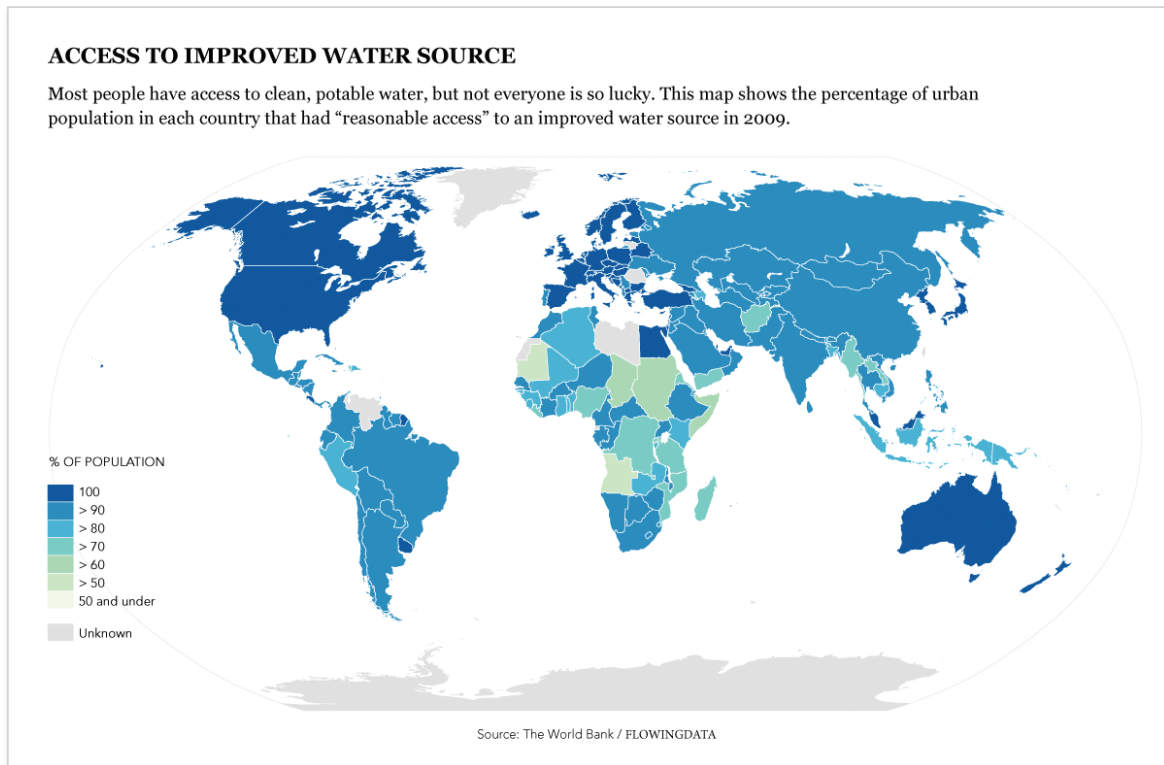 ACCESS TO IMPROVED WATER SOURCE
Most people have access to clean, potable water, but not everyone is so lucky. This map shows the percentage of urban
population in each country that had “reasonable access” to an improved water source in 2009.
% OF POPULATION
100
> 90
> 80
> 70
> 60
> 50
50 and under
Unknown
Source: The World Bank / FLOWINGDATA